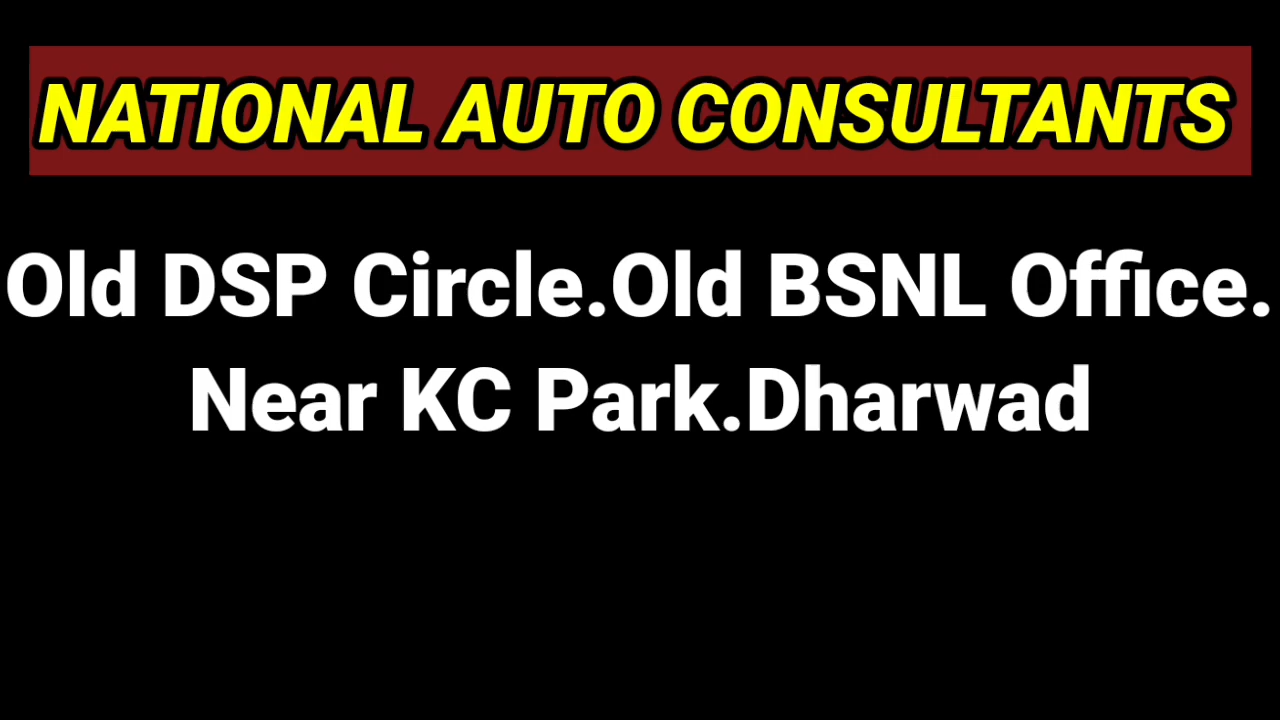 NATIONAL AUTO CONSULTANTS
Old DSP Circle.Old BSNL Office.
Near KC Park.Dharwad